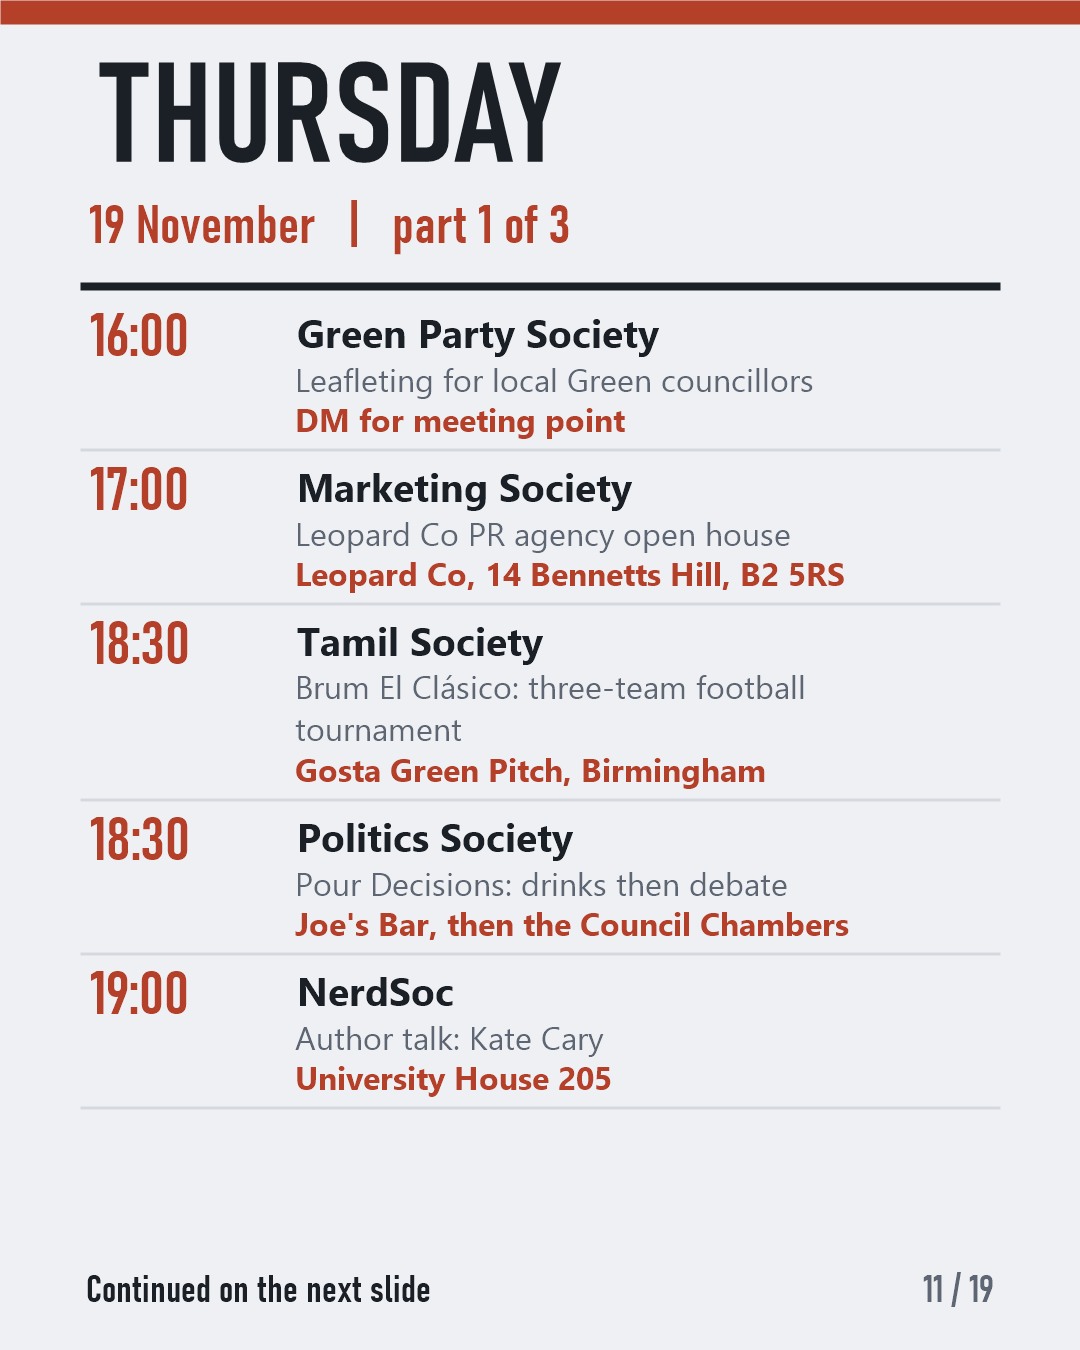 THURSDAY
19 November | part 1 of 3
16:00
Green Party Society
Leafleting for local Green councillors
DM for meeting point
17:00
Marketing Society
Leopard Co PR agency open house
Leopard Co, 14 Bennetts Hill, B2 5RS
18:30
Tamil Society
Brum El Clásico: three-team football
tournament
Gosta Green Pitch, Birmingham
18:30
Politics Society
Pour Decisions: drinks then debate
Joe's Bar, then the Council Chambers
19:00
NerdSoc
Author talk: Kate Cary
University House 205
Continued on the next slide
11 / 19